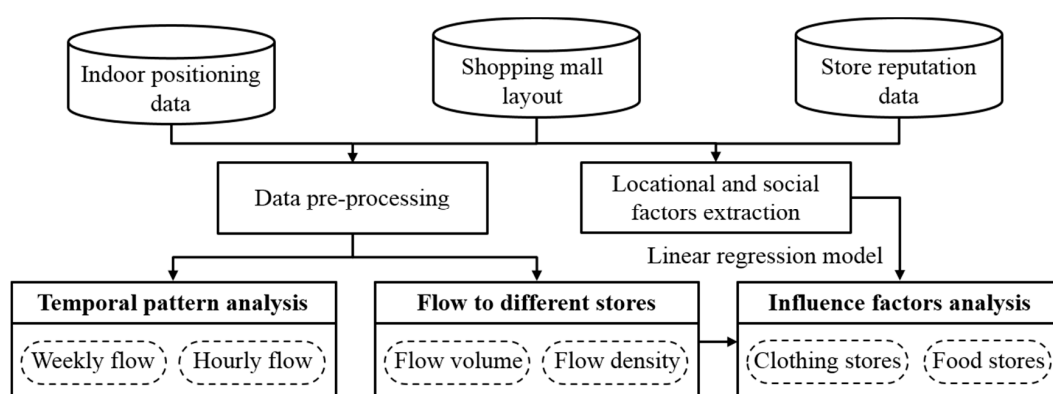 Indoor positioning
data
Shopping mall
layout
Store reputation
data
Data pre-processing
Locational and social
factors extraction
Linear regression model
Temporal pattern analysis
Weekly flow
Hourly flow
Flow to different stores
Flow volume
Flow density
Influence factors analysis
Clothing stores
Food stores